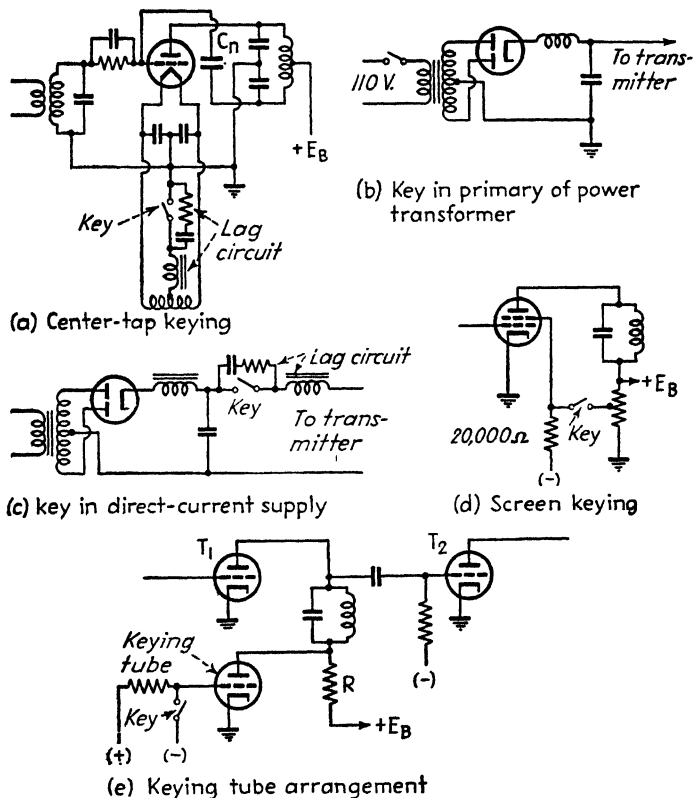 Cn
+EB
Key
Lag
circuit
(a) Center-tap keying
110 V.
To trans-
mitter
(b) Key in primary of power
transformer
Lag circuit
Key
To trans-
mitter
(c) key in direct-current supply
+EB
20,000Ω
Key
(-)
(d) Screen keying
T1
T2
Keying
tube
Key
(+)
(-)
R
+EB
(-)
(e) Keying tube arrangement